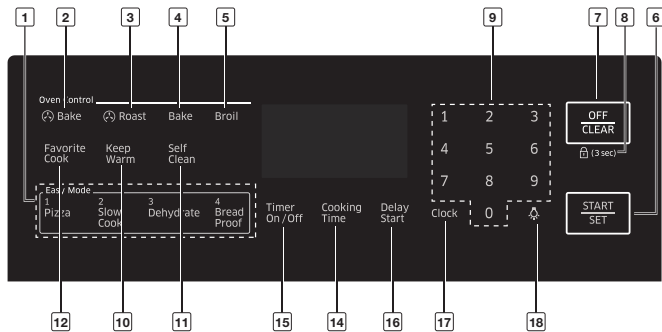 1 2 3 4 5 9 7 8 6
Oven Control
Bake Roast Bake Broil
1 2 3
OFF
CLEAR
(3 sec)
Favorite
Cook
Keep
Warm
Self
Clean
4 5 6
7 8 9
Easy Mode
1
Pizza
2
Slow
Cook
3
Dehydrate
4
Bread
Proof
Timer
On/Off
Cooking
Time
Delay
Start
Clock
0
START
SET
12 10 11 15 14 16 17 18